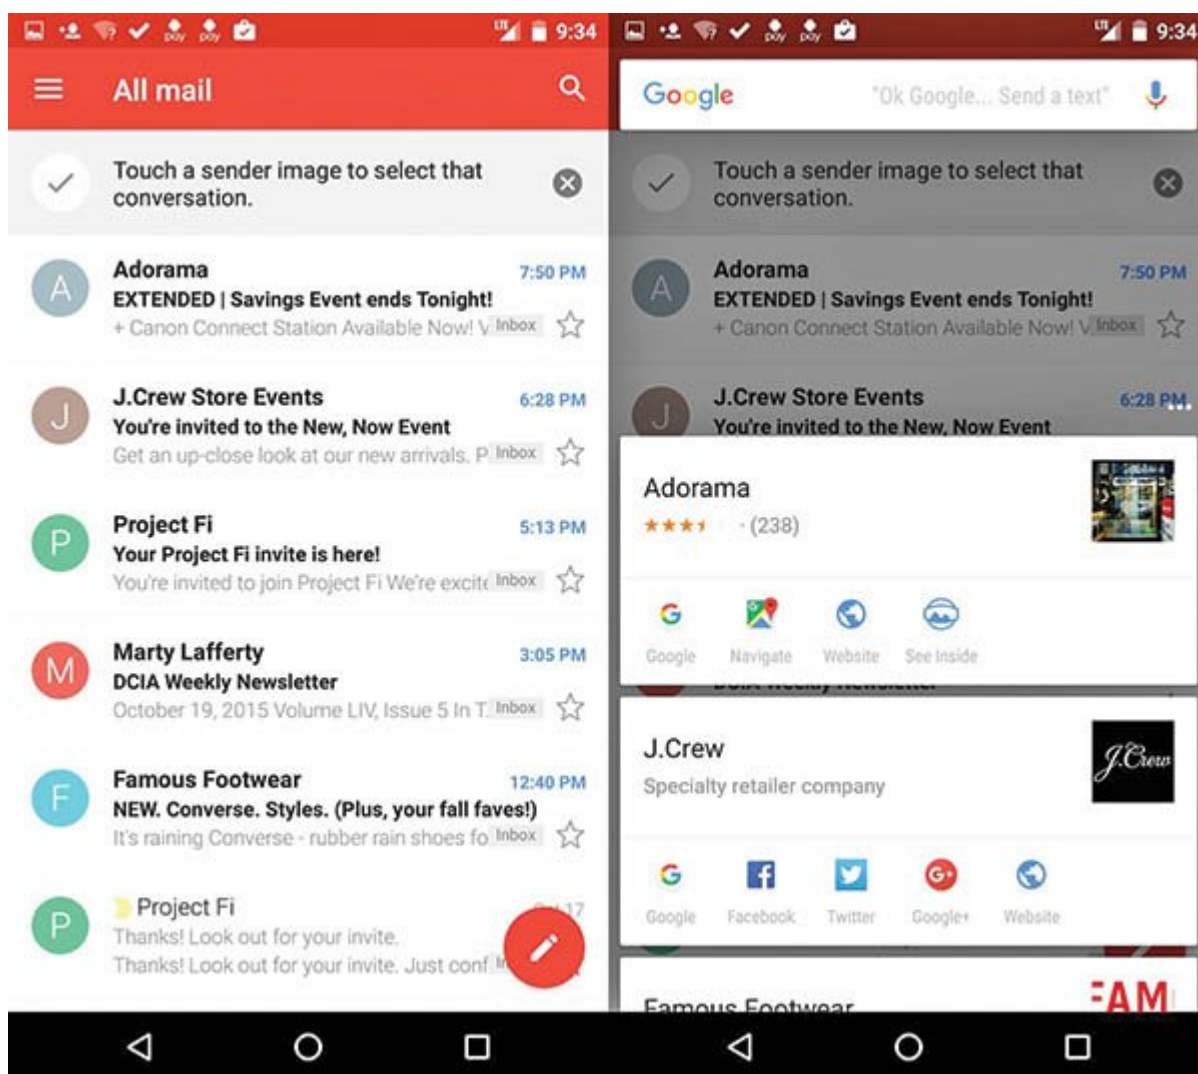 9:34
All mail
Touch a sender image to select that
conversation.
A
Adorama
7:50 PM
EXTENDED | Savings Event ends Tonight!
+ Canon Connect Station Available Now! V
Inbox
J
J.Crew Store Events
6:28 PM
You're invited to the New, Now Event
Get an up-close look at our new arrivals. P
Inbox
P
Project Fi
5:13 PM
Your Project Fi invite is here!
You're invited to join Project Fi We're excite
Inbox
M
Marty Lafferty
3:05 PM
DCIA Weekly Newsletter
October 19, 2015 Volume LIV, Issue 5 In T
Inbox
F
Famous Footwear
12:40 PM
NEW. Converse. Styles. (Plus, your fall faves!)
It's raining Converse - rubber rain shoes fo
Inbox
P
Project Fi
17
Thanks! Look out for your invite.
Thanks! Look out for your invite. Just conf
LTE
pay
pay
9:34
Google
"Ok Google... Send a text"
Touch a sender image to select that
conversation.
A
Adorama
7:50 PM
EXTENDED | Savings Event ends Tonight!
+ Canon Connect Station Available Now! V
Inbox
J
J.Crew Store Events
6:28 PM
You're invited to the New, Now Event
Adorama
(238)
Google
Navigate
Website
See Inside
DCIA Weekly Newsletter
J.Crew
Specialty retailer company
J.Crew
Google
Facebook
Twitter
Google+
Website
Famous Footwear
FAM